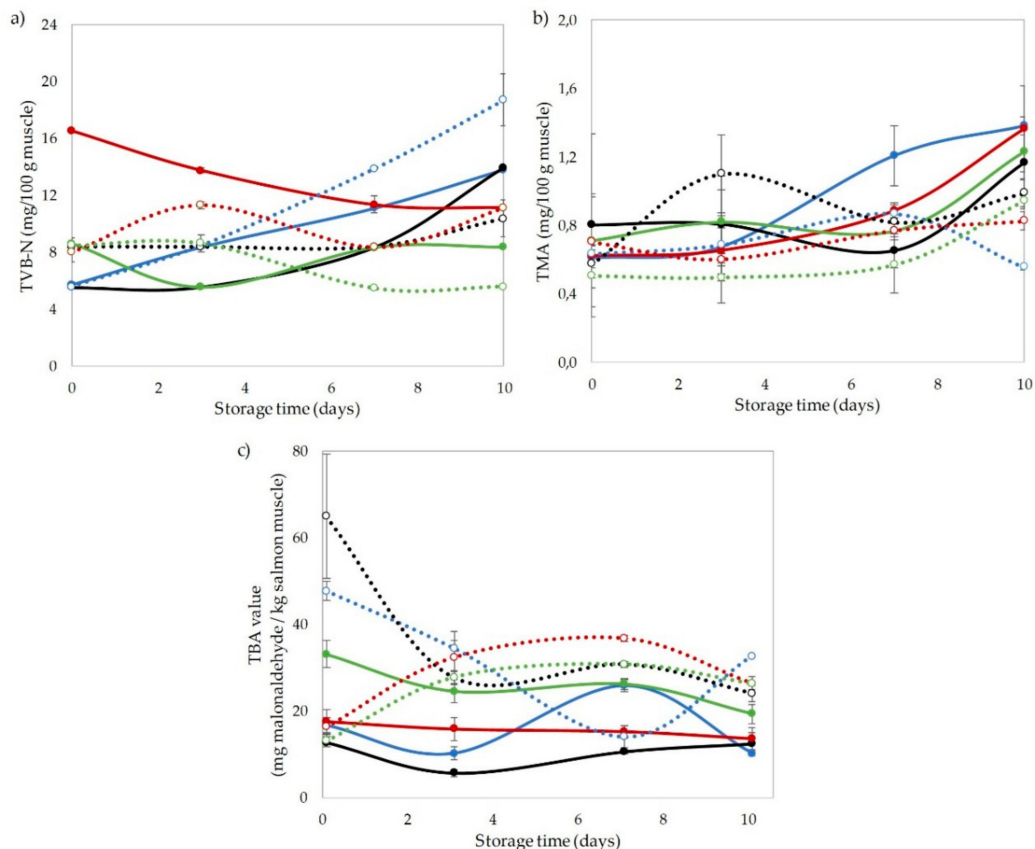 a)
24
20
16
12
8
4
0
TVB-N (mg/100 g muscle)
0 2 4 6 8 10
Storage time (days)
b)
2,0
1,6
1,2
0,8
0,4
0,0
TMA (mg/100 g muscle)
0 2 4 6 8 10
Storage time (days)
c)
80
60
40
20
0
TBA value
(mg malonaldehyde / kg salmon muscle)
0 2 4 6 8 10
Storage time (days)